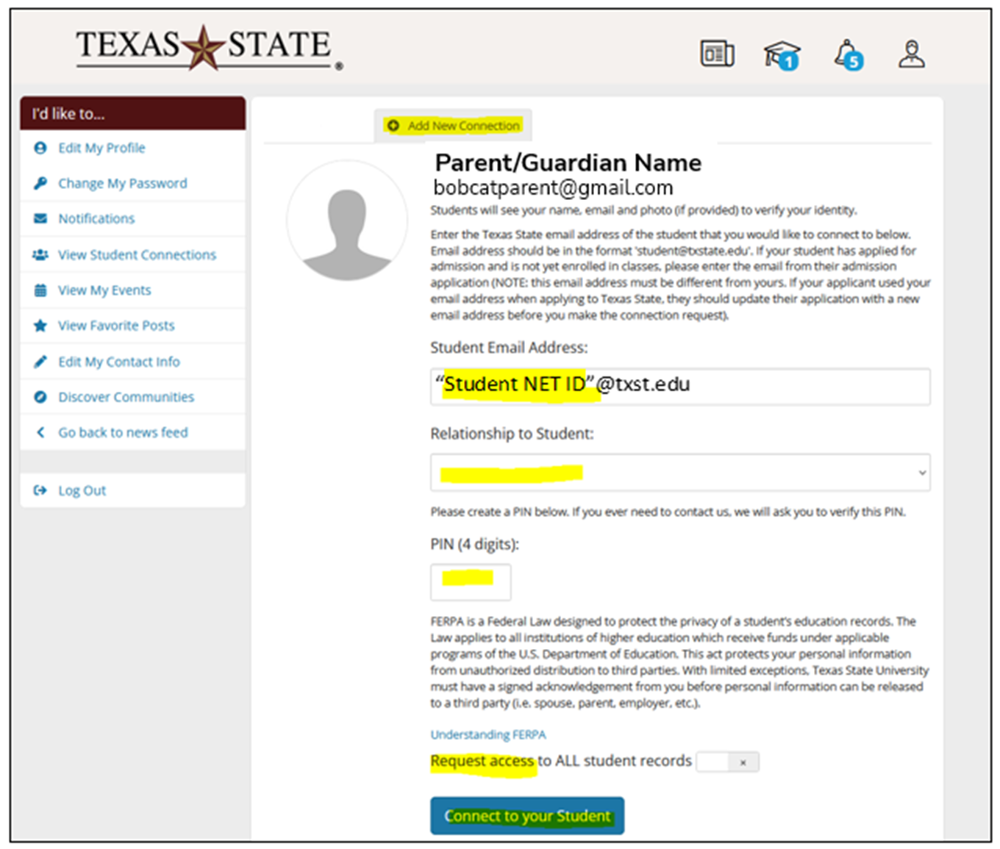 TEXAS STATE ®
1
5
I'd like to...
Edit My Profile
Change My Password
Notifications
View Student Connections
View My Events
View Favorite Posts
Edit My Contact Info
Discover Communities
Go back to news feed
Log Out
Add New Connection
Parent/Guardian Name
bobcatparent@gmail.com
Students will see your name, email and photo (if provided) to verify your identity.
Enter the Texas State email address of the student that you would like to connect to below.
Email address should be in the format 'student@txstate.edu'. If your student has applied for
admission and is not yet enrolled in classes, please enter the email from their admission
application (NOTE: this email address must be different from yours. If your applicant used your
email address when applying to Texas State, they should update their application with a new
email address before you make the connection request).
Student Email Address:
“Student NET ID”@txst.edu
Relationship to Student:
Please create a PIN below. If you ever need to contact us, we will ask you to verify this PIN.
PIN (4 digits):
FERPA is a Federal Law designed to protect the privacy of a student's education records. The
Law applies to all institutions of higher education which receive funds under applicable
programs of the U.S. Department of Education. This act protects your personal information
from unauthorized distribution to third parties. With limited exceptions, Texas State University
must have a signed acknowledgement from you before personal information can be released
to a third party (i.e. spouse, parent, employer, etc.).
Understanding FERPA
Request access to ALL student records
Connect to your Student